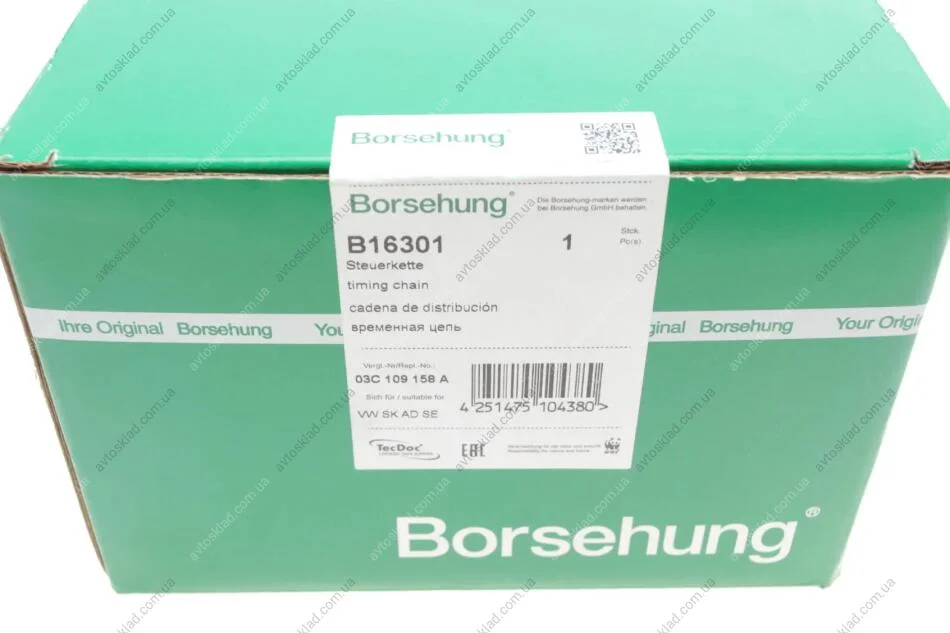 Borsehung®
Borsehung®
Die Borsehung-marken werden
bei Borsehung GmbH behalten.
B16301
1
Stck.
Pc(s).
Steuerkette
timing chain
cadena de distribución
временная цепь
Ihre Original Borsehung You
ginal Borsehung Your Origi
Vergl.-Nr/Repl.-No.:
03C 109 158 A
Sich für / suitable for
VW SK AD SE
4 251475 104380 >
TecDoc
EAC
Borsehung®
avtosklad.com.ua